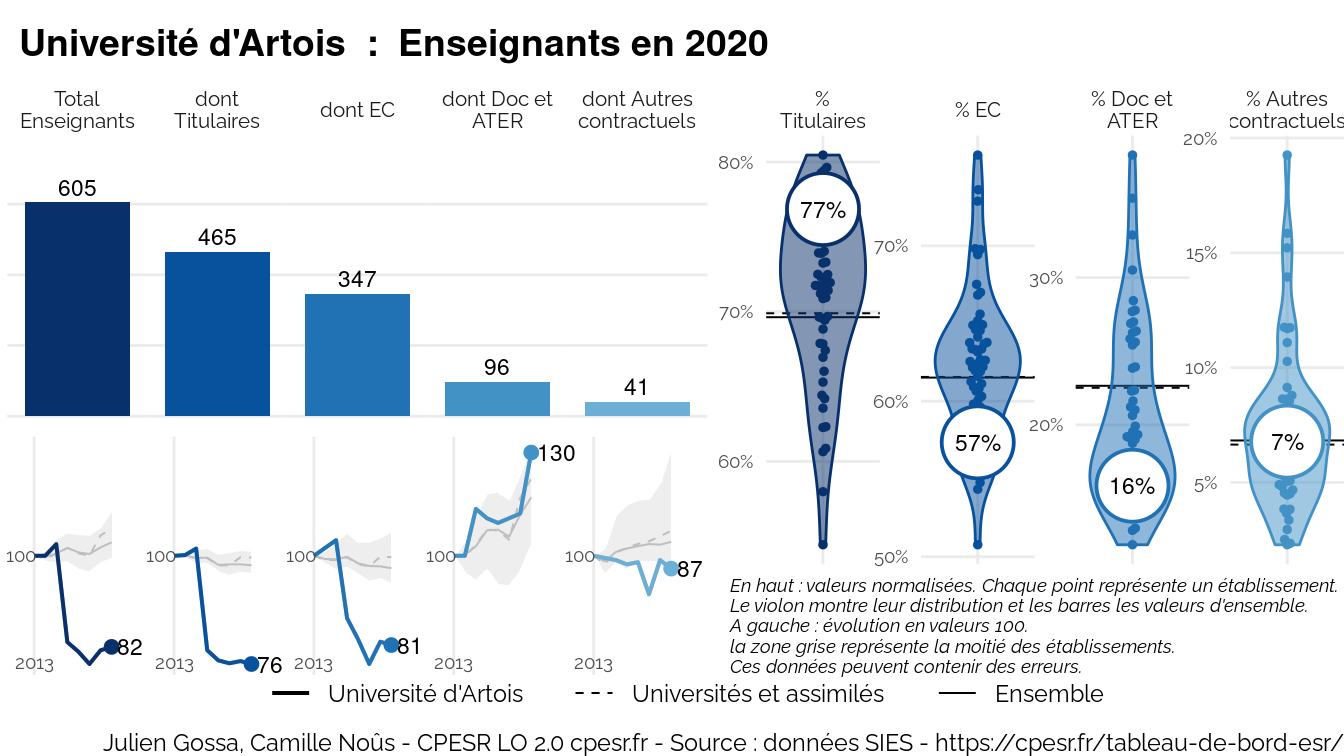 Université d'Artois : Enseignants en 2020
Total
Enseignants
dont
Titulaires
dont EC
dont Doc et
ATER
dont Autres
contractuels
605
465
347
96
41
100
2013
82
100
2013
76
100
2013
81
100
2013
130
100
2013
87
%
Titulaires
80%
70%
60%
77%
% EC
70%
60%
50%
57%
% Doc et
ATER
30%
20%
16%
% Autres
contractuels
20%
15%
10%
5%
7%
En haut : valeurs normalisées. Chaque point représente un établissement.
Le violon montre leur distribution et les barres les valeurs d'ensemble.
A gauche : évolution en valeurs 100.
la zone grise représente la moitié des établissements.
Ces données peuvent contenir des erreurs.
Université d'Artois
Universités et assimilés
Ensemble
Julien Gossa, Camille Noûs - CPESR LO 2.0 cpesr.fr - Source : données SIES - https://cpesr.fr/tableau-de-bord-esr/